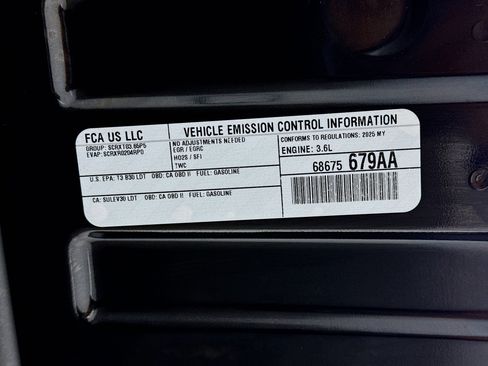 FCA US LLC
VEHICLE EMISSION CONTROL INFORMATION
GROUP: SCRXT03.65P5
EVAP: SCRXR0204RP0
NO ADJUSTMENTS NEEDED
EGR / EGRC
HO2S / SFI
TWC
CONFORMS TO REGULATIONS: 2025 MY
ENGINE: 3.6L
68675 679AA
U.S. EPA: T3 B30 LDT OBD: CA OBD II FUEL: GASOLINE
CA: SULEV30 LDT OBD: CA OBD II FUEL: GASOLINE